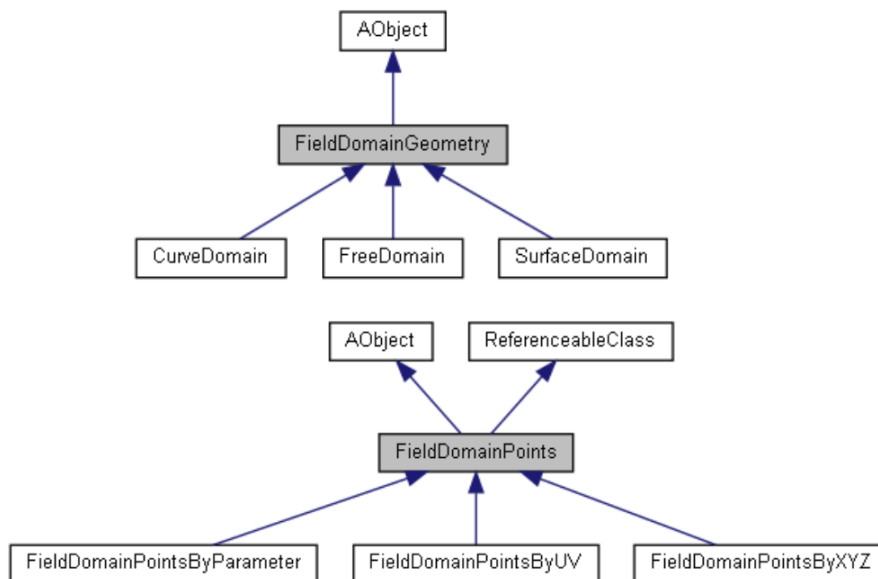 AObject
FieldDomainGeometry
CurveDomain
FreeDomain
SurfaceDomain
AObject
ReferenceableClass
FieldDomainPoints
FieldDomainPointsByParameter
FieldDomainPointsByUV
FieldDomainPointsByXYZ